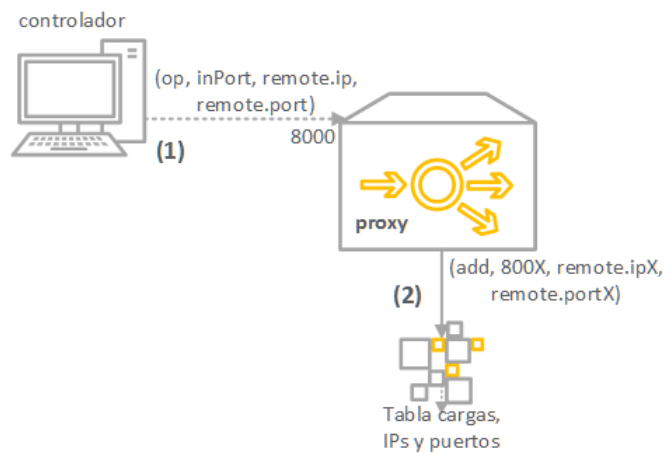 controlador
(op, inPort, remote.ip,
remote.port)
8000
(1)
proxy
(add, 800X, remote.ipX,
remote.portX)
(2)
Tabla cargas,
IPs y puertos